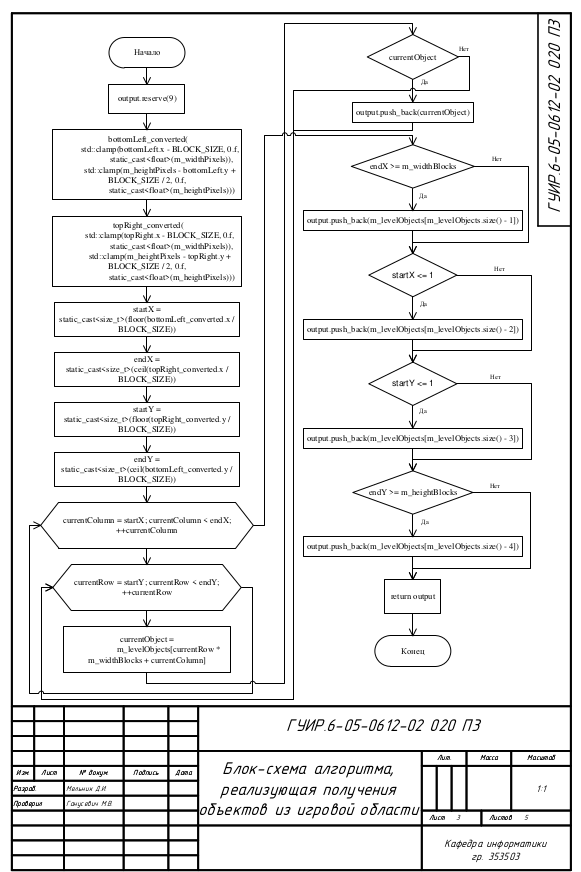 Начало
output.reserve(9)
bottomLeft_converted(
std::clamp(bottomLeft.x - BLOCK_SIZE, 0.f,
static_cast<float>(m_widthPixels)),
std::clamp(m_heightPixels - bottomLeft.y +
BLOCK_SIZE / 2, 0.f,
static_cast<float>(m_heightPixels)))
topRight_converted(
std::clamp(topRight.x - BLOCK_SIZE, 0.f,
static_cast<float>(m_widthPixels)),
std::clamp(m_heightPixels - topRight.y +
BLOCK_SIZE / 2, 0.f,
static_cast<float>(m_heightPixels)))
startX =
static_cast<size_t>(floor(bottomLeft_converted.x /
BLOCK_SIZE))
endX =
static_cast<size_t>(ceil(topRight_converted.x /
BLOCK_SIZE))
startY =
static_cast<size_t>(floor(topRight_converted.y /
BLOCK_SIZE))
endY =
static_cast<size_t>(ceil(bottomLeft_converted.y /
BLOCK_SIZE))
currentColumn = startX; currentColumn < endX;
++currentColumn
currentRow = startY; currentRow < endY;
++currentRow
currentObject =
m_levelObjects[currentRow *
m_widthBlocks + currentColumn]
currentObject
Нет
Да
output.push_back(currentObject)
endX >= m_widthBlocks
Нет
Да
output.push_back(m_levelObjects[m_levelObjects.size() - 1])
startX <= 1
Нет
Да
output.push_back(m_levelObjects[m_levelObjects.size() - 2])
startY <= 1
Нет
Да
output.push_back(m_levelObjects[m_levelObjects.size() - 3])
endY >= m_heightBlocks
Нет
Да
output.push_back(m_levelObjects[m_levelObjects.size() - 4])
return output
Конец
ГУИР.6-05-0612-02 020 ПЗ
ГУИР.6-05-0612-02 020 ПЗ
Изм Лист № докум Подпись Дата
Разраб. Мельник Д.И.
Проверил Ганусевич М.В.
Блок-схема алгоритма,
реализующая получения
объектов из игровой области
Лит. Масса Масштаб
1:1
Лист 3 Листов 5
Кафедра информатики
гр. 353503